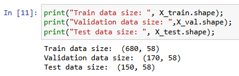 In [11]: print("Train data size: ", X_train.shape);
print("Validation data size: ",X_val.shape);
print("Test data size: ", X_test.shape);
Train data size:  (680, 58)
Validation data size:  (170, 58)
Test data size:  (150, 58)